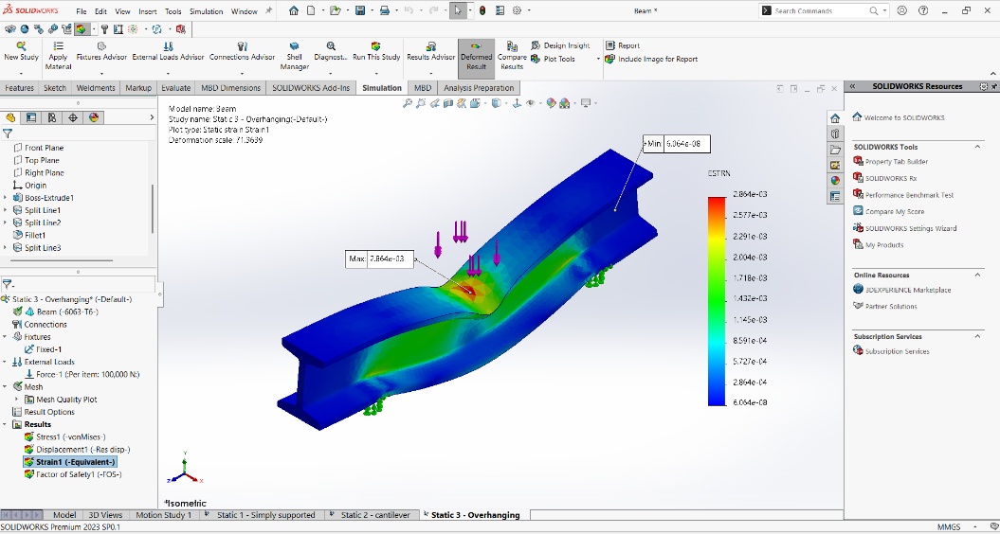 SOLIDWORKS File Edit View Insert Tools Simulation Window Beam * Search Commands
New Study Apply Material Fixtures Advisor External Loads Advisor Connections Advisor Shell Manager Diagnost... Run This Study Results Advisor Deformed Result Compare Results Design Insight Plot Tools Report Include Image for Report
Features Sketch Weldments Markup Evaluate MBD Dimensions SOLIDWORKS Add-Ins Simulation MBD Analysis Preparation
Front Plane
Top Plane
Right Plane
Origin
Boss-Extrude1
Split Line1
Split Line2
Fillet1
Split Line3
Static 3 - Overhanging* (-Default-)
Beam (-6063-T6-)
Connections
Fixtures
Fixed-1
External Loads
Force-1 (:Per item: 100,000 N:)
Mesh
Mesh Quality Plot
Result Options
Results
Stress1 (-vonMises-)
Displacement1 (-Res disp-)
Strain1 (-Equivalent-)
Factor of Safety1 (-FOS-)
Model name: Beam
Study name: Static 3 - Overhanging(-Default-)
Plot type: Static strain Strain1
Deformation scale: 71.3639
Min: 6.064e-08
Max: 2.864e-03
ESTRN
2.864e-03
2.577e-03
2.291e-03
2.004e-03
1.718e-03
1.432e-03
1.145e-03
8.591e-04
5.727e-04
2.864e-04
6.064e-08
Y
Z X
*Isometric
SOLIDWORKS Resources
Welcome to SOLIDWORKS
SOLIDWORKS Tools
Property Tab Builder
SOLIDWORKS Rx
Performance Benchmark Test
Compare My Score
SOLIDWORKS Settings Wizard
My Products
Online Resources
3DEXPERIENCE Marketplace
Partner Solutions
Subscription Services
Subscription Services
Model 3D Views Motion Study 1 Static 1 - Simply supported Static 2 - cantilever Static 3 - Overhanging
SOLIDWORKS Premium 2023 SP0.1 MMGS